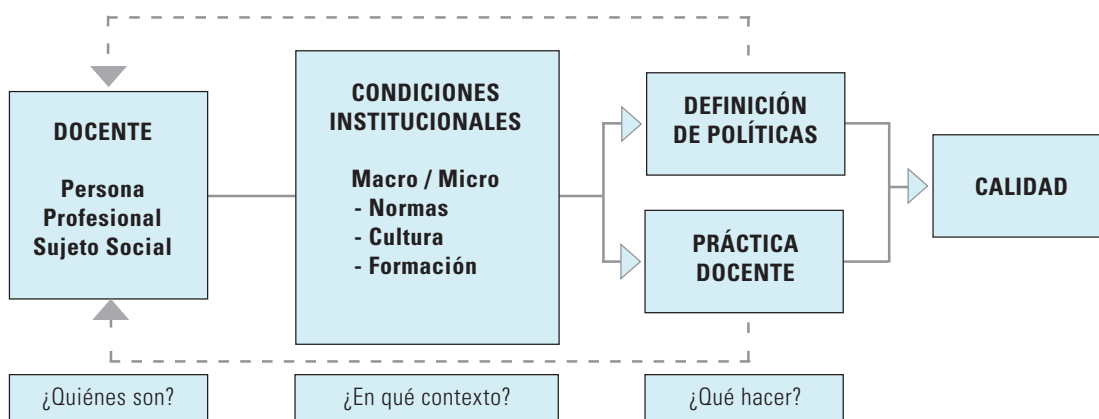 DOCENTE
Persona
Profesional
Sujeto Social
CONDICIONES
INSTITUCIONALES
Macro / Micro
- Normas
- Cultura
- Formación
DEFINICIÓN
DE POLÍTICAS
PRÁCTICA
DOCENTE
CALIDAD
¿Quiénes son?
¿En qué contexto?
¿Qué hacer?